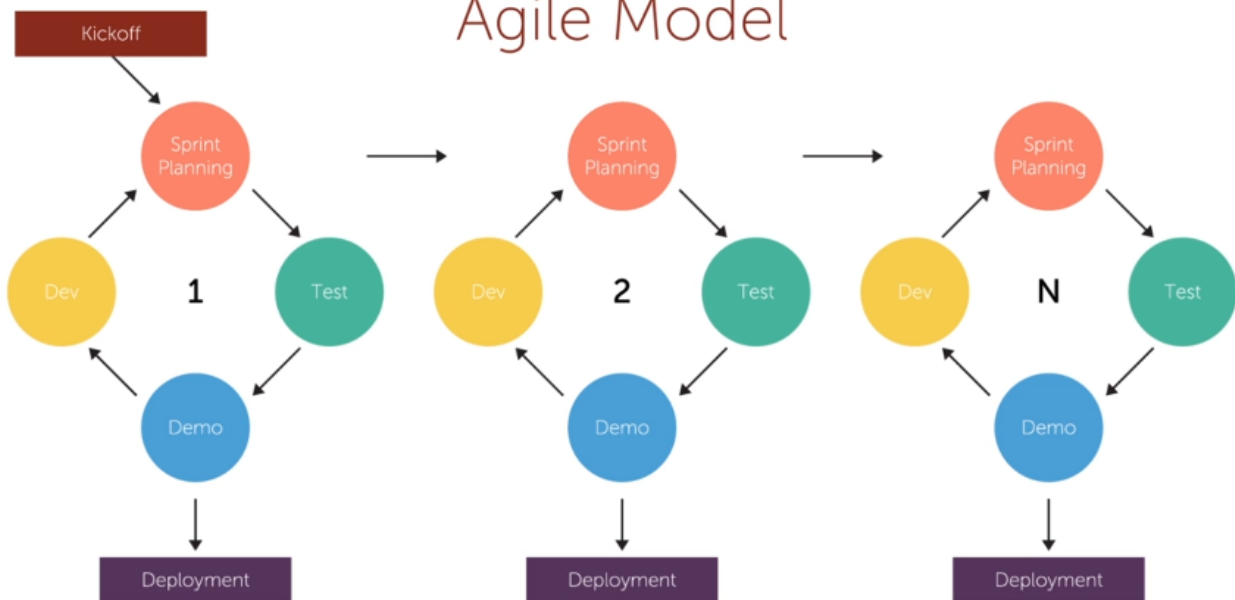 Agile Model
Kickoff
Sprint
Planning
Sprint
Planning
Sprint
Planning
Dev
1
Test
Dev
2
Test
Dev
N
Test
Demo
Demo
Demo
Deployment
Deployment
Deployment